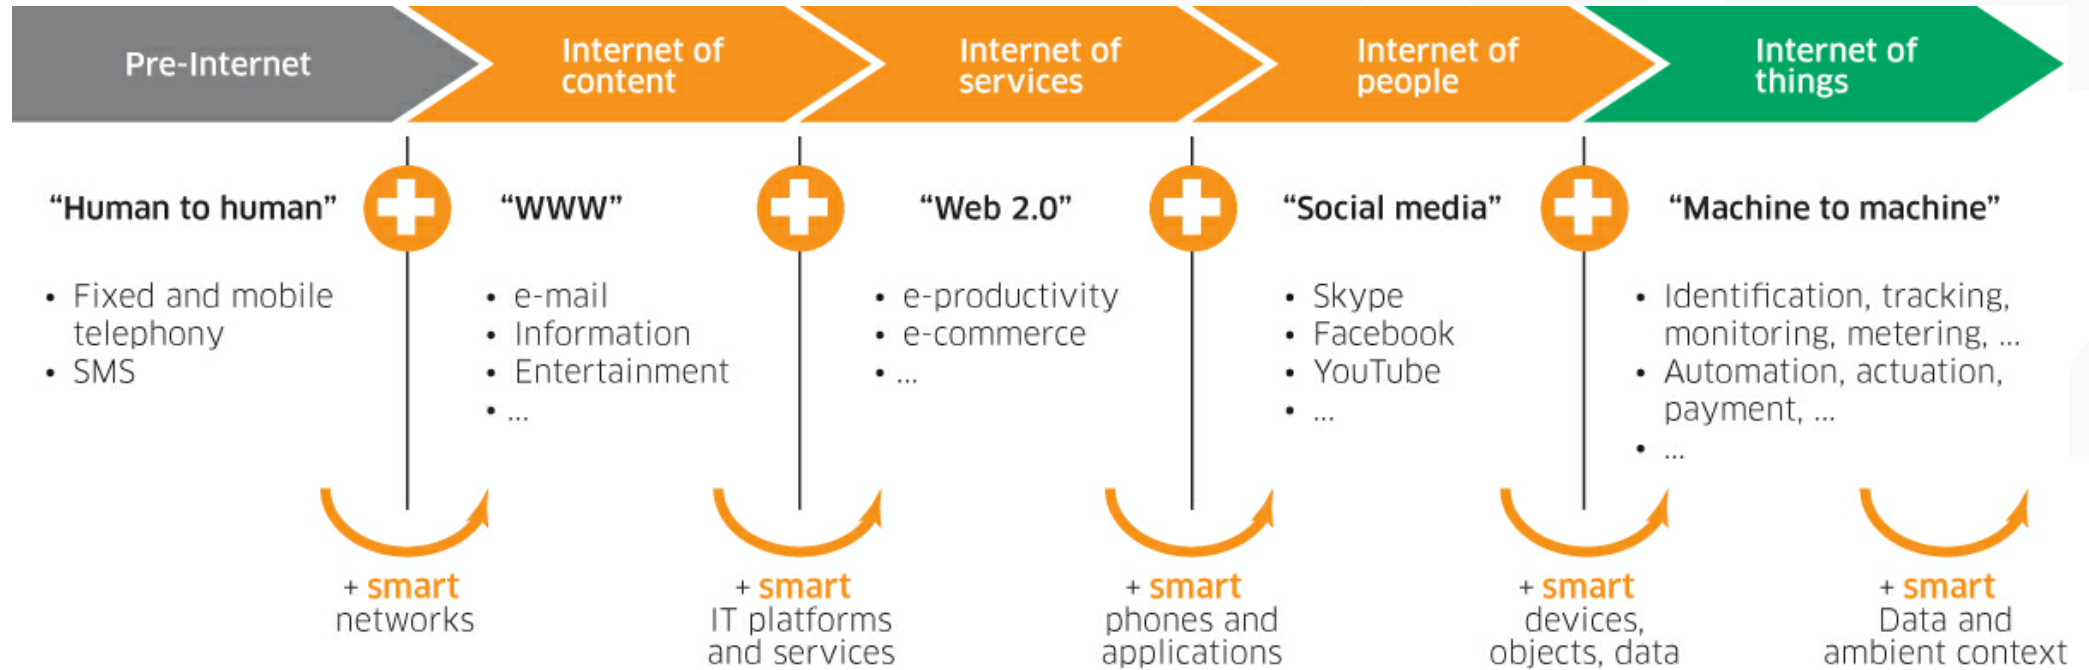 Pre-Internet
Internet of
content
Internet of
services
Internet of
people
Internet of
things
“Human to human”
“WWW”
“Web 2.0”
“Social media”
“Machine to machine”
• Fixed and mobile
telephony
• SMS
• e-mail
• Information
• Entertainment
• ...
• e-productivity
• e-commerce
• ...
• Skype
• Facebook
• YouTube
• ...
• Identification, tracking,
monitoring, metering, ...
• Automation, actuation,
payment, ...
• ...
+ smart
networks
+ smart
IT platforms
and services
+ smart
phones and
applications
+ smart
devices,
objects, data
+ smart
Data and
ambient context